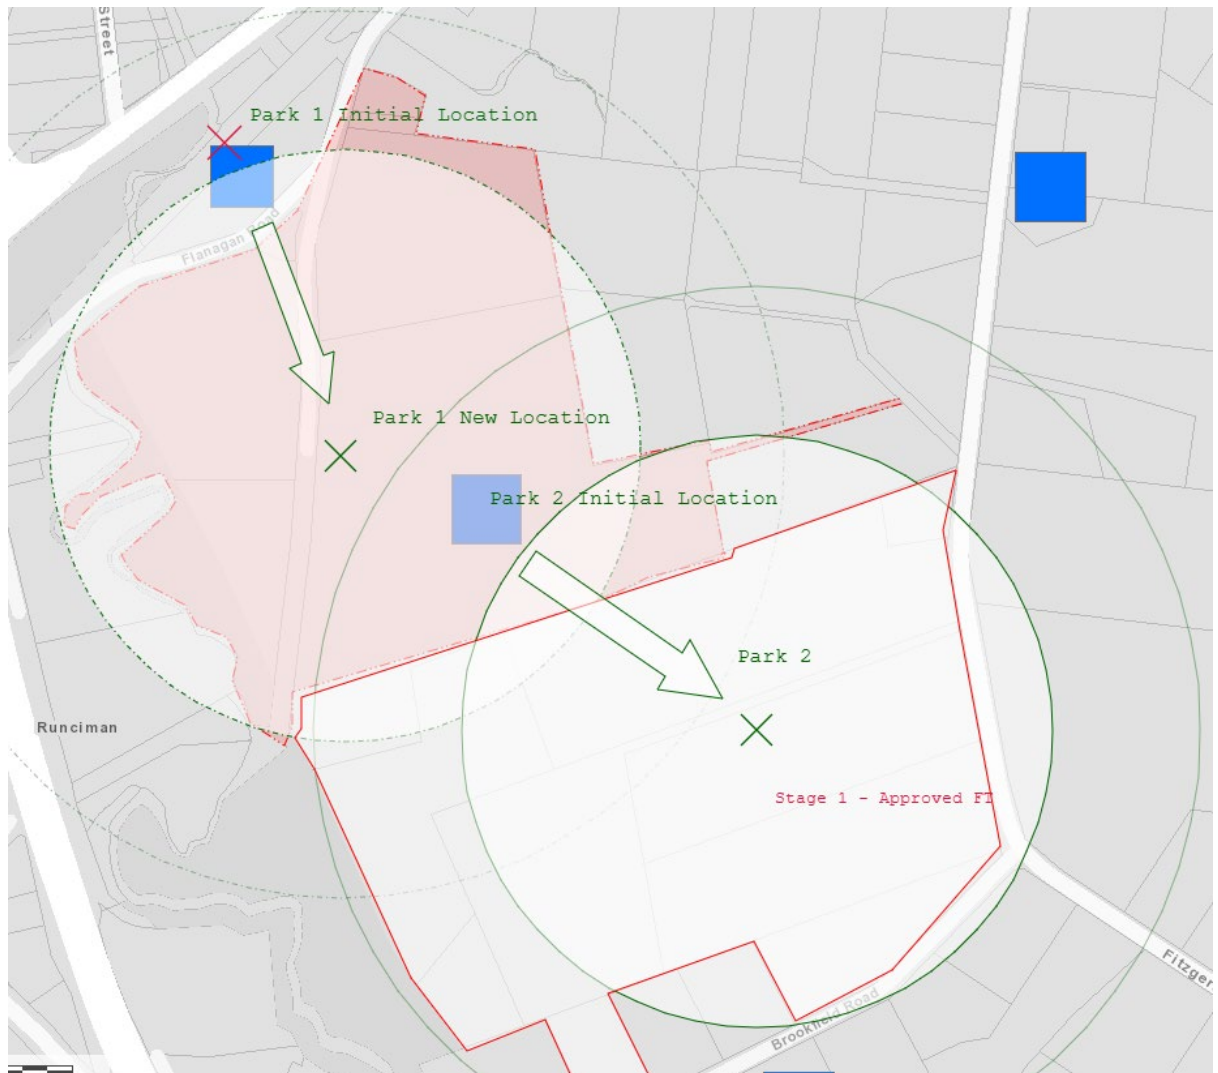 Street
Park 1 Initial Location
Flanagan Road
Park 1 New Location
Park 2 Initial Location
Park 2
Runciman
Stage 1 - Approved FT
Fitzger
Brookfield Road